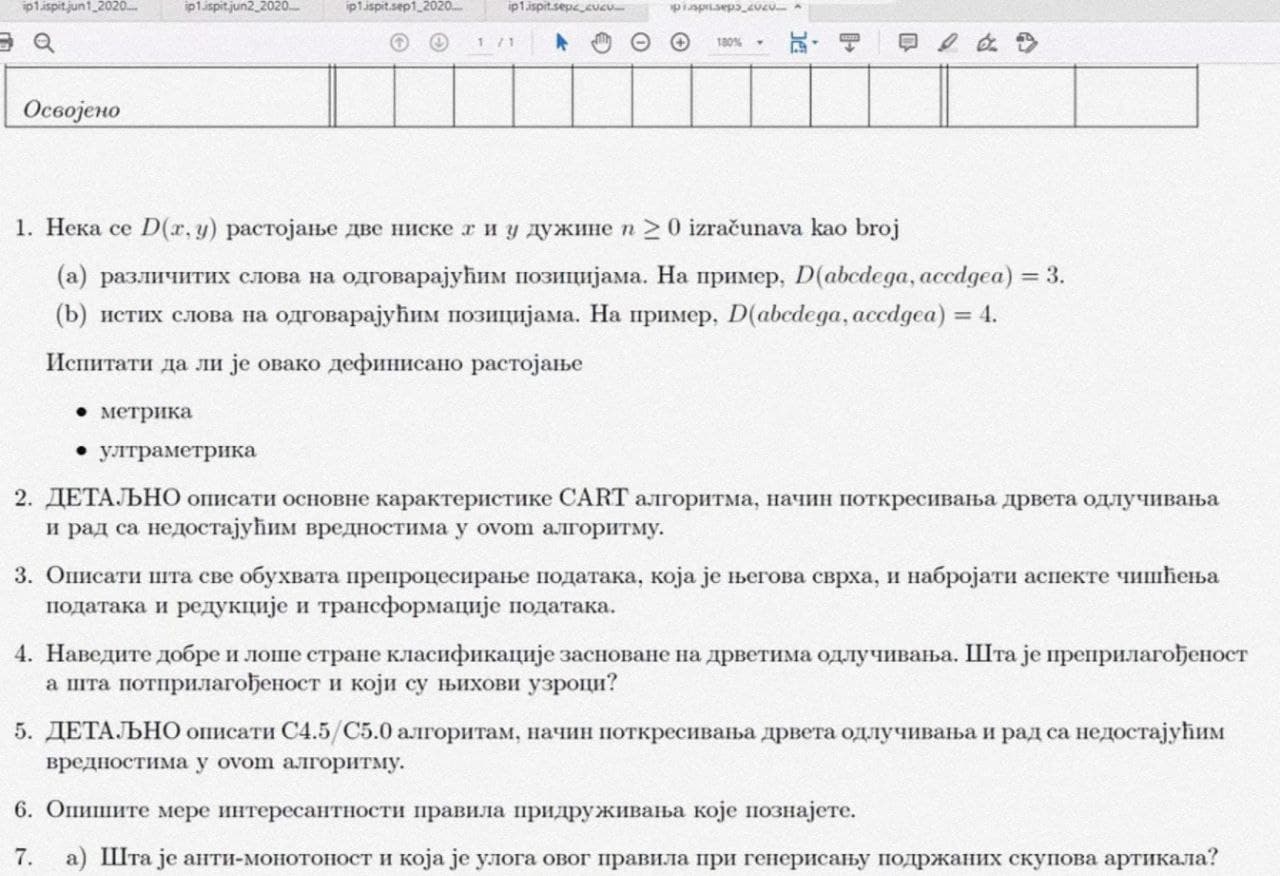 ip1.ispit.jun1_2020.... ip1.ispit.jun2_2020.... ip1.ispit.sep1_2020.... ip1.ispit.sep2_2020.... ip1.ispit.sep3_2020....
1 / 1 180%
Освојено
1. Нека се D(x, y) растојање две ниске x и y дужине n ≥ 0 izračunava kao broj
(a) различитих слова на одговарајућим позицијама. На пример, D(abcdega, accdgea) = 3.
(b) истих слова на одговарајућим позицијама. На пример, D(abcdega, accdgea) = 4.
Испитати да ли је овако дефинисано растојање
• метрика
• ултраметрика
2. ДЕТАЉНО описати основне карактеристике CART алгоритма, начин поткресивања дрвета одлучивања
и рад са недостајућим вредностима у ovom алгоритму.
3. Описати шта све обухвата препроцесирање података, која је његова сврха, и набројати аспекте чишћења
података и редукције и трансформације података.
4. Наведите добре и лоше стране класификације засноване на дрветима одлучивања. Шта је преприлагођеност
а шта потприлагођеност и који су њихови узроци?
5. ДЕТАЉНО описати C4.5/C5.0 алгоритам, начин поткресивања дрвета одлучивања и рад са недостајућим
вредностима у ovom алгоритму.
6. Опишите мере интересантности правила придруживања које познајете.
7. а) Шта је анти-монотоност и која је улога овог правила при генерисању подржаних скупова артикала?